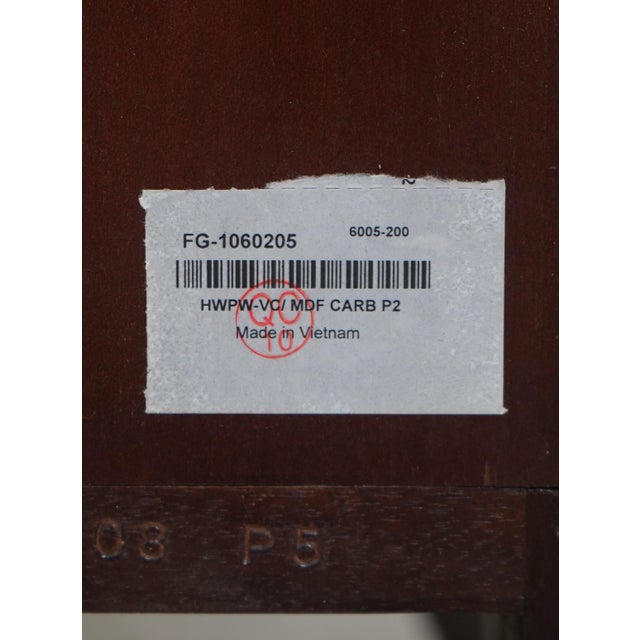 FG-1060205 6005-200
HWPW-VC/ MDF CARB P2
QC
10
Made in Vietnam
08 P5